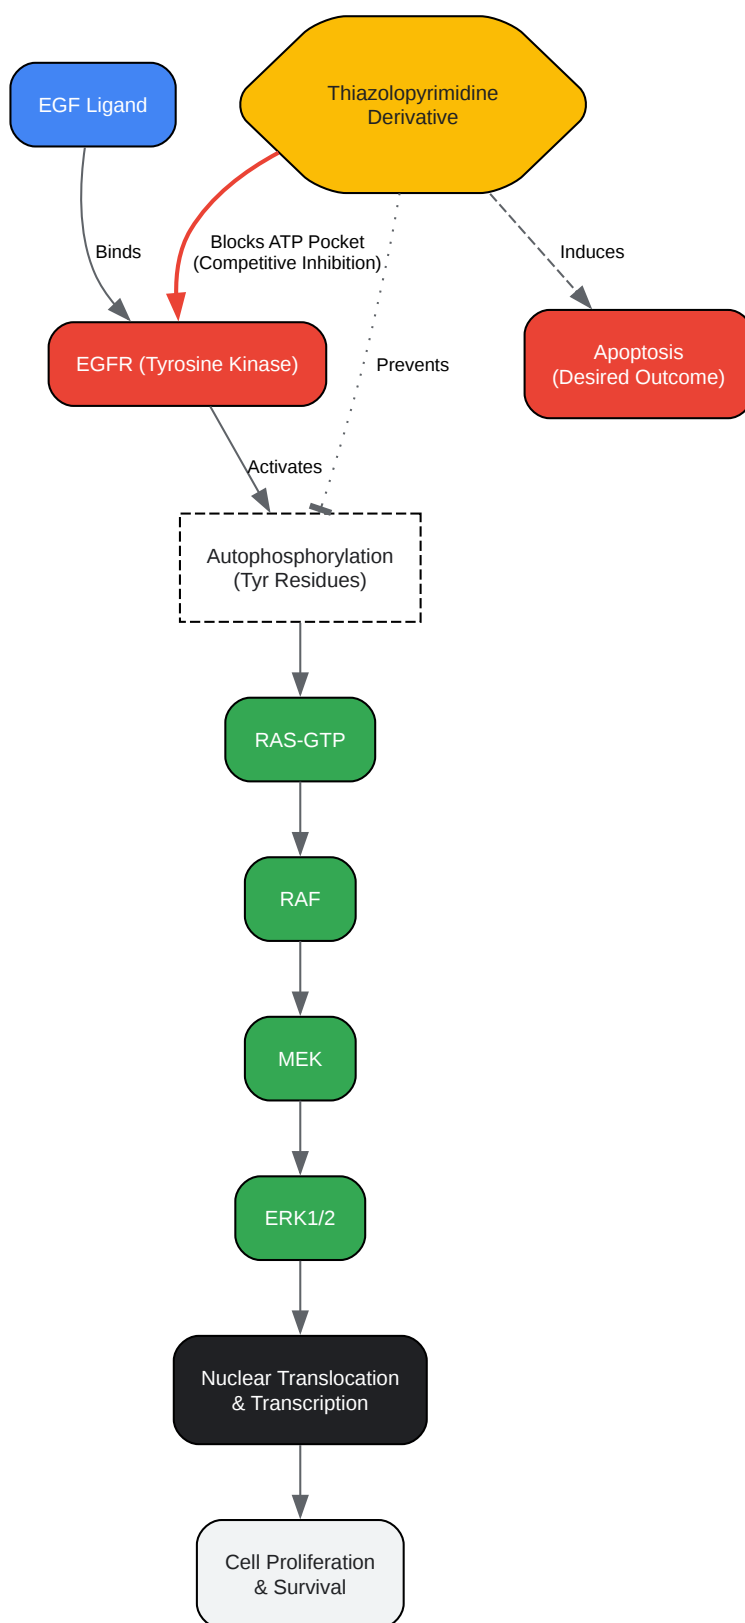 EGF Ligand
Thiazolopyrimidine
Derivative
Binds
Blocks ATP Pocket
(Competitive Inhibition)
Induces
EGFR (Tyrosine Kinase)
Prevents
Apoptosis
(Desired Outcome)
Activates
Autophosphorylation
(Tyr Residues)
RAS-GTP
RAF
MEK
ERK1/2
Nuclear Translocation
& Transcription
Cell Proliferation
& Survival